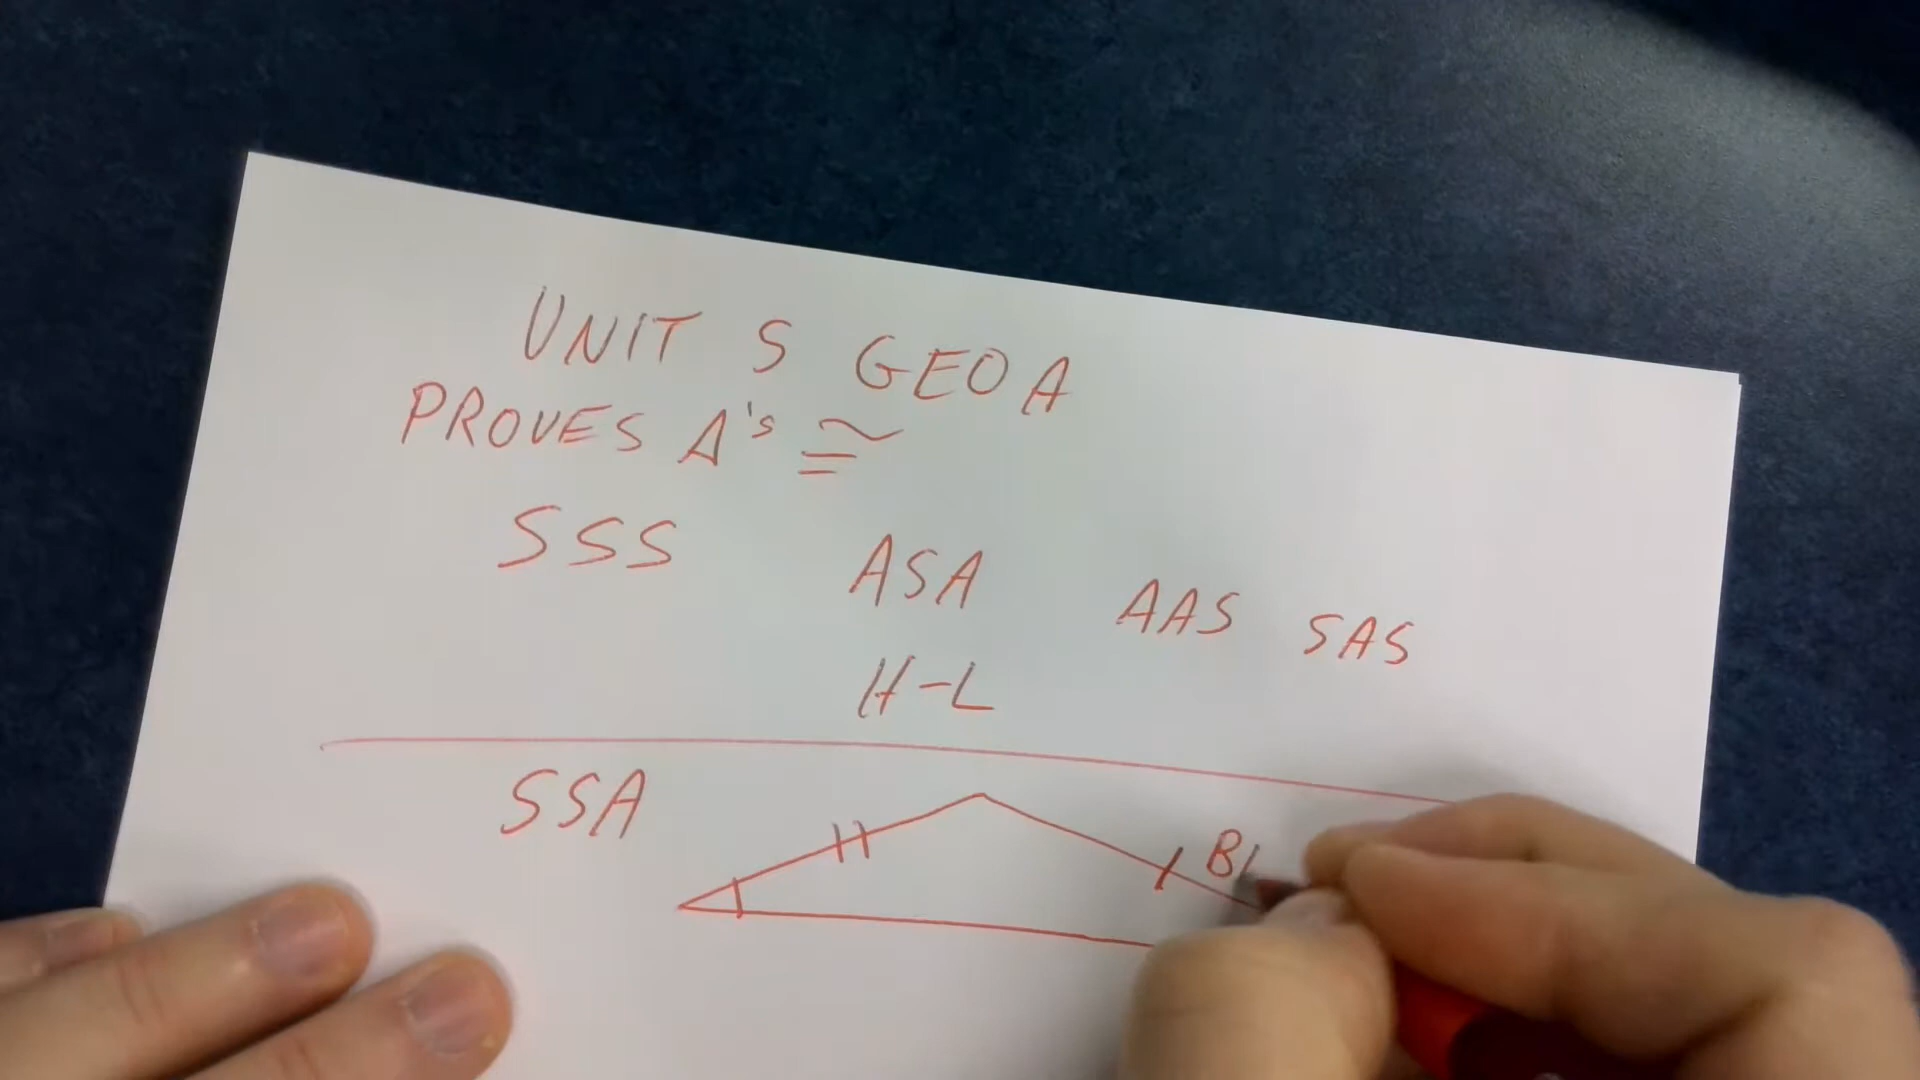 UNIT 5 GEO A
PROVES Δ's ≅
SSS ASA AAS SAS
H-L
SSA